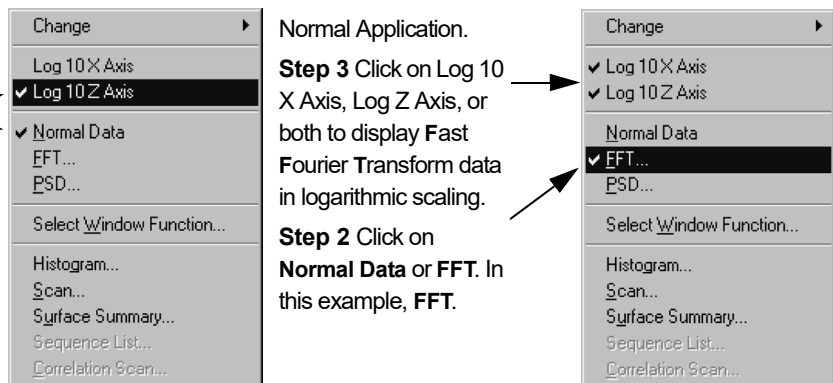 Change
Log 10 X Axis
✔ Log 10 Z Axis
✔ Normal Data
FFT...
PSD...
Select Window Function...
Histogram...
Scan...
Surface Summary...
Sequence List...
Correlation Scan...
Normal Application.
Step 3 Click on Log 10
X Axis, Log Z Axis, or
both to display Fast
Fourier Transform data
in logarithmic scaling.
Step 2 Click on
Normal Data or FFT. In
this example, FFT.
Change
✔ Log 10 X Axis
✔ Log 10 Z Axis
Normal Data
✔ FFT...
PSD...
Select Window Function...
Histogram...
Scan...
Surface Summary...
Sequence List...
Correlation Scan...